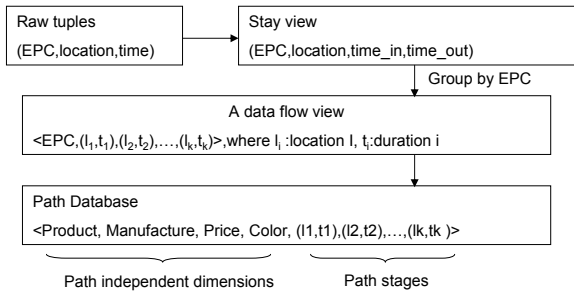 Raw tuples
(EPC,location,time)
Stay view
(EPC,location,time_in,time_out)
Group by EPC
A data flow view
<EPC,(l1,t1),(l2,t2),…,(lk,tk)>,where li :location I, ti:duration i
Path Database
<Product, Manufacture, Price, Color, (l1,t1),(l2,t2),…,(lk,tk )>
Path independent dimensions
Path stages